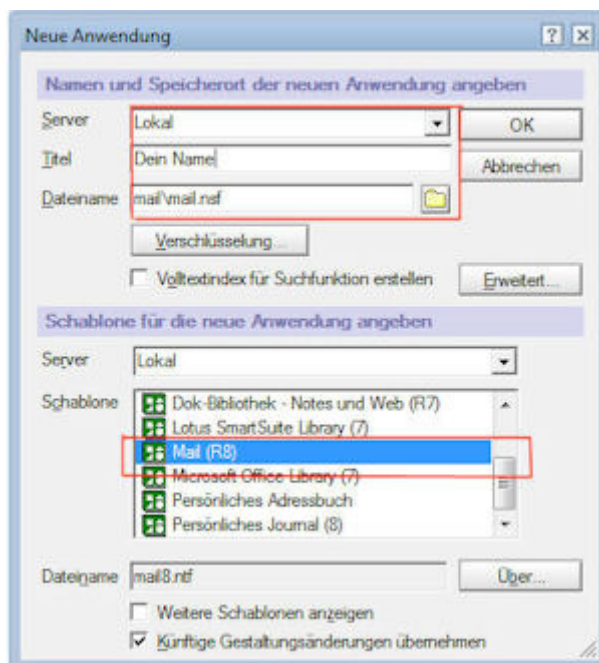 Neue Anwendung
Namen und Speicherort der neuen Anwendung angeben
Server Lokal OK
Titel Dein Name Abbrechen
Dateiname mail\mail.nsf
Verschlüsselung...
Volltextindex für Suchfunktion erstellen Erweitert...
Schablone für die neue Anwendung angeben
Server Lokal
Schablone Dok-Bibliothek - Notes und Web (R7)
Lotus SmartSuite Library (7)
Mail (R8)
Microsoft Office Library (7)
Persönliches Adressbuch
Persönliches Journal (8)
Dateiname mail8.ntf Über...
Weitere Schablonen anzeigen
Künftige Gestaltungsänderungen übernehmen